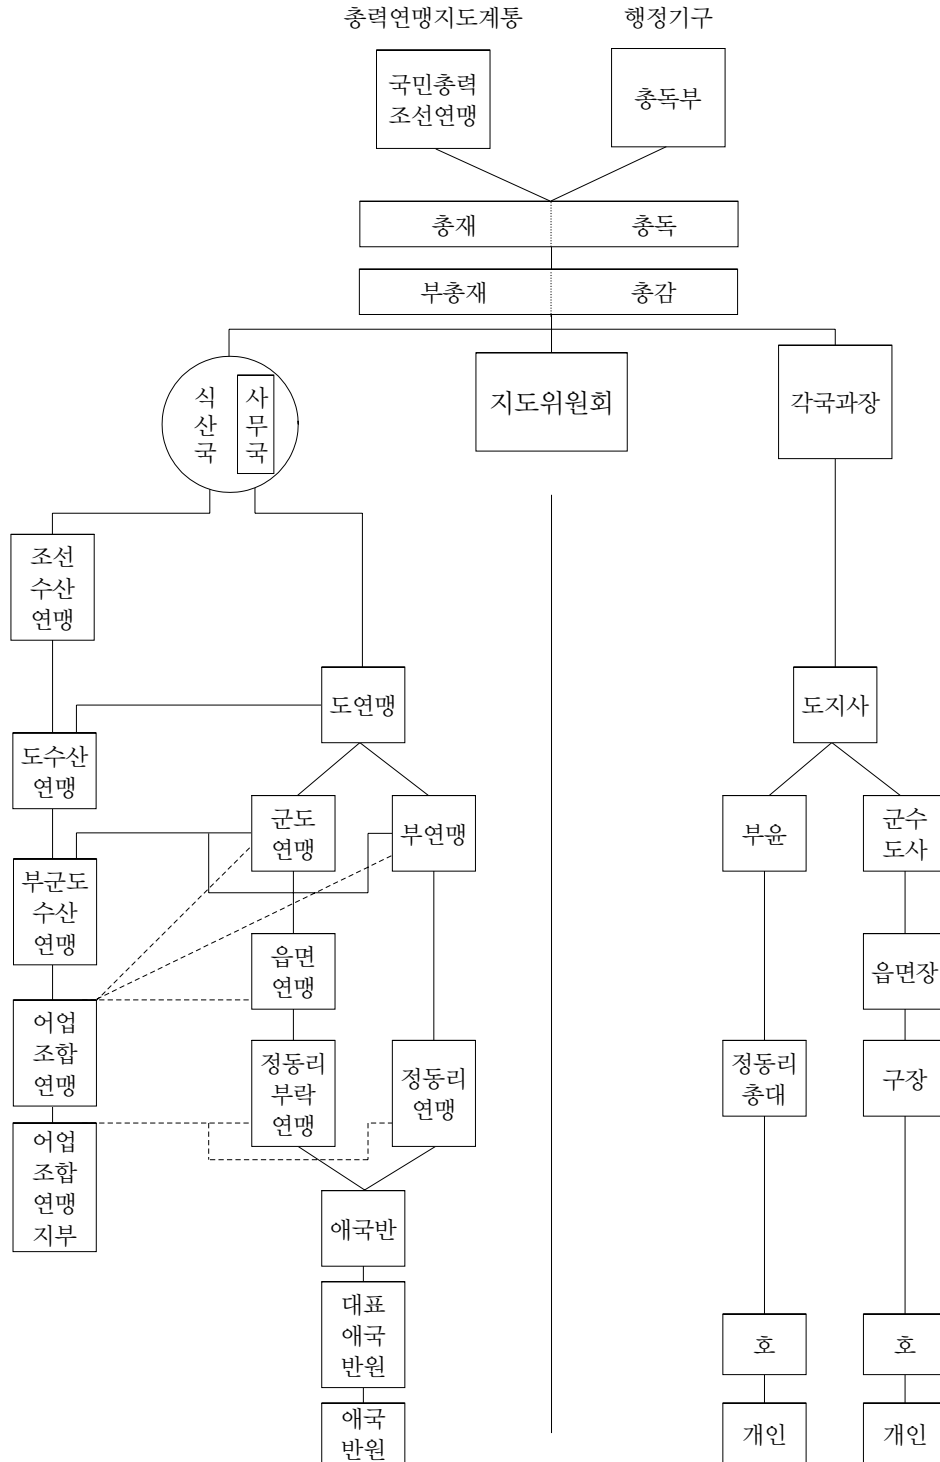 총력연맹지도계통
행정기구
국민총력
조선연맹
총독부
총재
총독
부총재
총감
식
산
국
사
무
국
지도위원회
각국과장
조선
수산
연맹
도연맹
도지사
도수산
연맹
군도
연맹
부연맹
부윤
군수
도사
부군도
수산
연맹
읍면
연맹
읍면장
어업
조합
연맹
정동리
부락
연맹
정동리
연맹
정동리
총대
구장
어업
조합
연맹
지부
애국반
대표
애국
반원
호
호
애국
반원
개인
개인